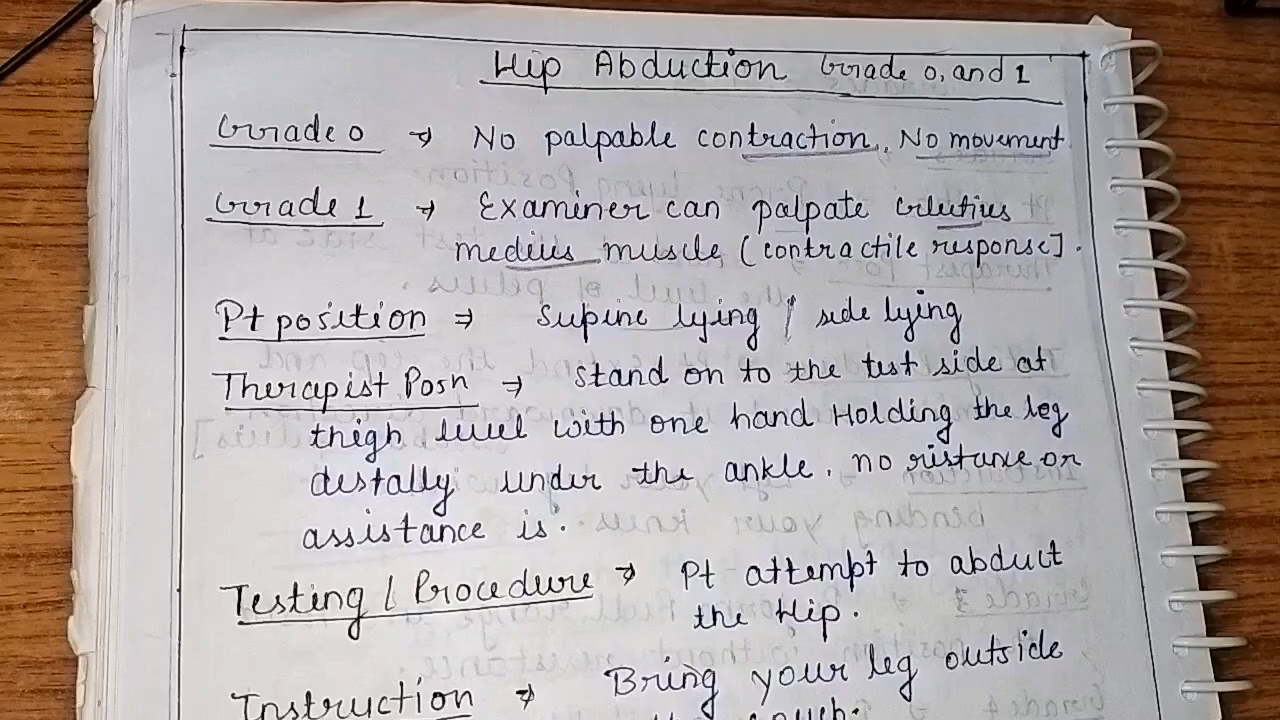 Hip Abduction Grade 0, and 1
Grade 0 → No palpable contraction, No movement
Grade 1 → Examiner can palpate Glutius
medius muscle (contractile response].
Pt position ⇒ Supine lying / side lying
Therapist Posn → Stand on to the test side at
thigh level with one hand Holding the leg
distally under the ankle. no ristance or
assistance is.
Testing / Procedure → Pt attempt to abduct
the Hip.
Instruction → Bring your leg outside